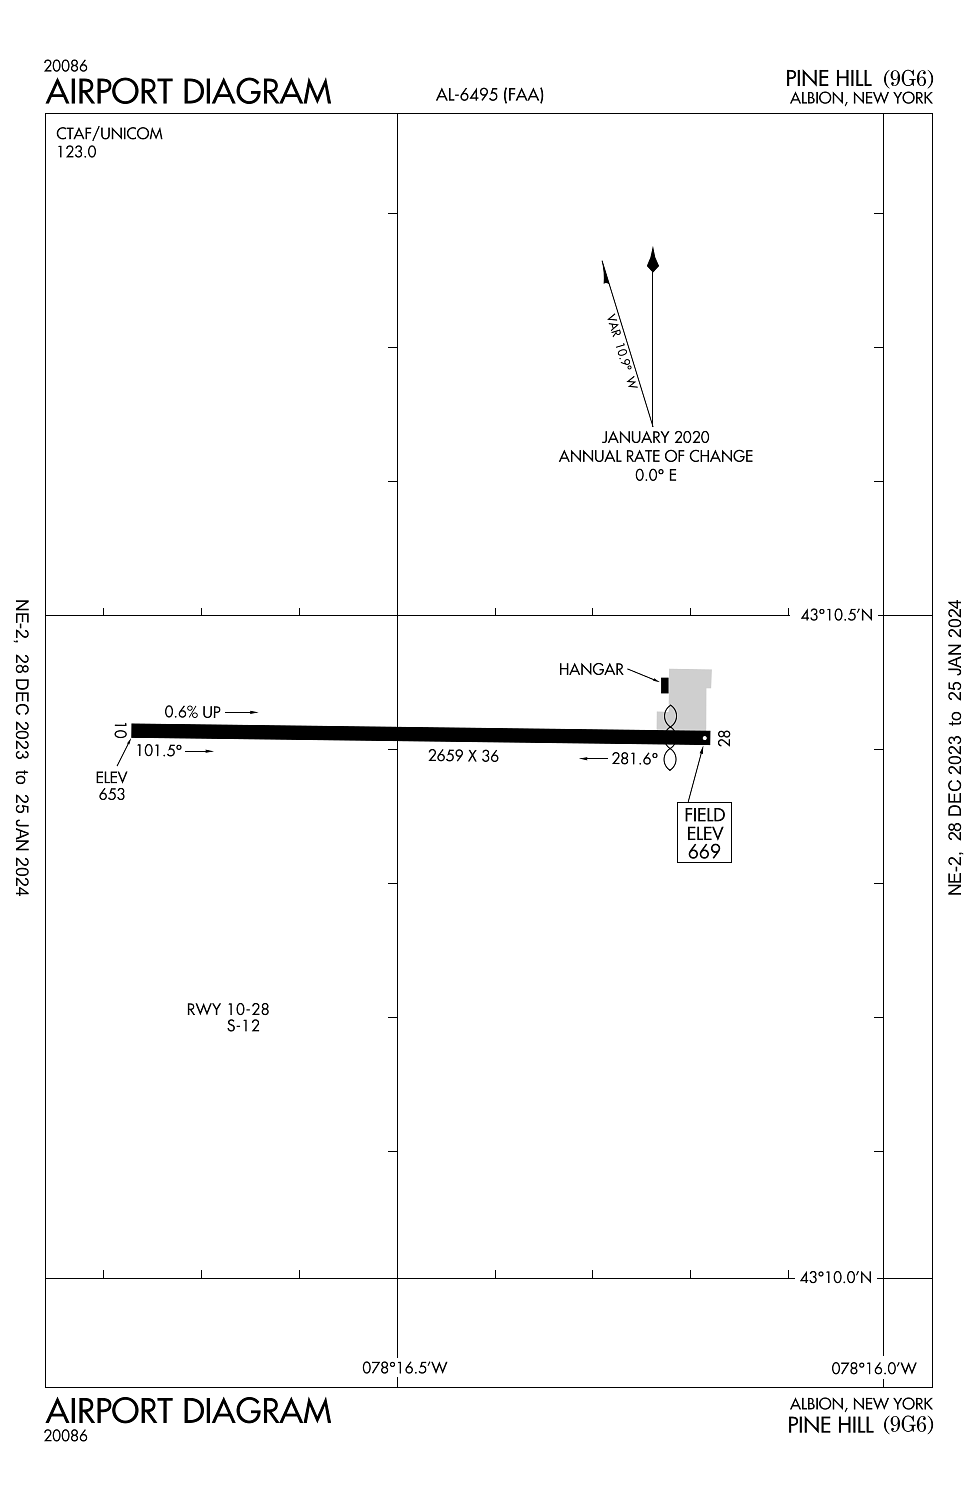 20086
AIRPORT DIAGRAM
AL-6495 (FAA)
PINE HILL (9G6)
ALBION, NEW YORK
CTAF/UNICOM
123.0
VAR 10.9° W
JANUARY 2020
ANNUAL RATE OF CHANGE
0.0° E
NE-2, 28 DEC 2023 to 25 JAN 2024
NE-2, 28 DEC 2023 to 25 JAN 2024
43°10.5'N
HANGAR
0.6% UP
10
101.5°
2659 X 36
281.6°
28
ELEV
653
FIELD
ELEV
669
RWY 10-28
S-12
43°10.0'N
078°16.5'W
078°16.0'W
AIRPORT DIAGRAM
20086
ALBION, NEW YORK
PINE HILL (9G6)